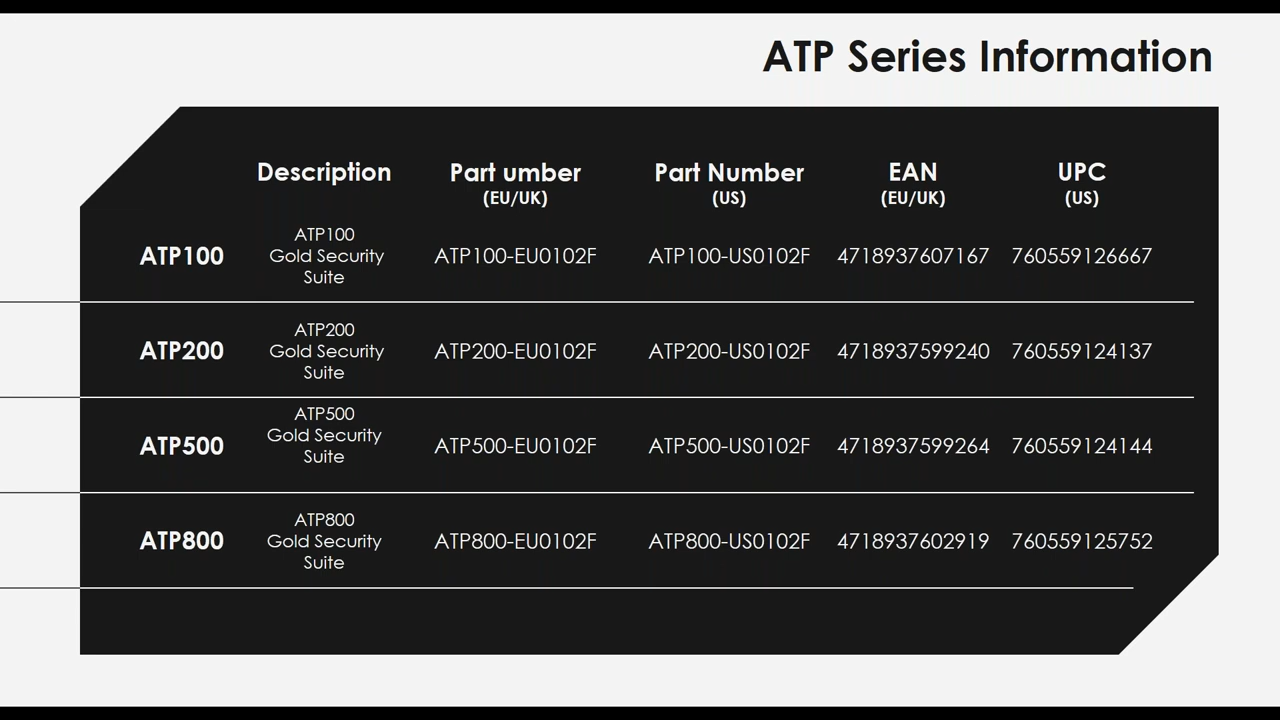 ATP Series Information
Description Part umber Part Number EAN UPC
(EU/UK) (US) (EU/UK) (US)
ATP100
ATP100 Gold Security ATP100-EU0102F ATP100-US0102F 4718937607167 760559126667
Suite
ATP200
ATP200 Gold Security ATP200-EU0102F ATP200-US0102F 4718937599240 760559124137
Suite
ATP500
Gold Security
ATP500 ATP500-EU0102F ATP500-US0102F 4718937599264 760559124144
Suite
ATP800
ATP800 Gold Security ATP800-EU0102F ATP800-US0102F 4718937602919 760559125752
Suite